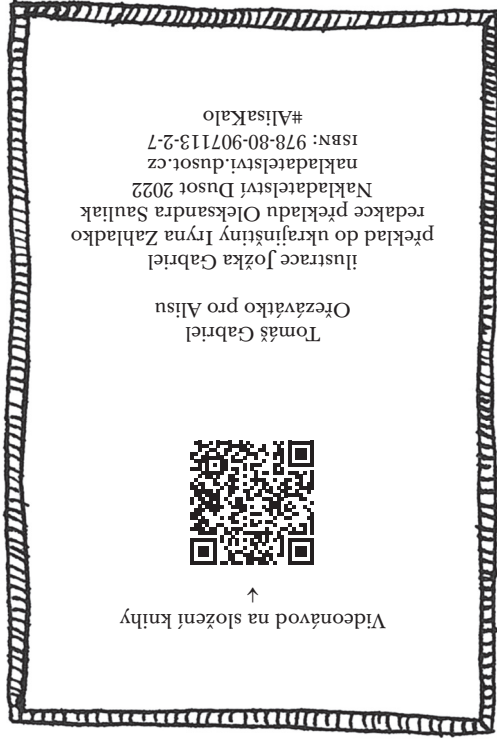 Videonávod na složení knihy
↓
Tomáš Gabriel
Ořezávátko pro Alisu
ilustrace Jožka Gabriel
překlad do ukrajinštiny Iryna Zahladko
redakce překladu Oleksandra Sauliak
Nakladatelství Dusot 2022
nakladatelstvi.dusot.cz
ISBN: 978-80-907113-2-7
#AlisaKalo